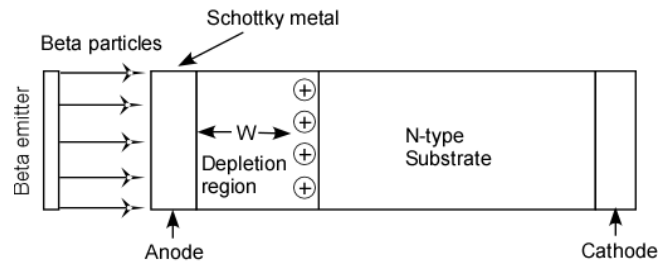 Schottky metal
Beta particles
Beta emitter
W
Depletion
region
+
+
+
+
N-type
Substrate
Anode
Cathode